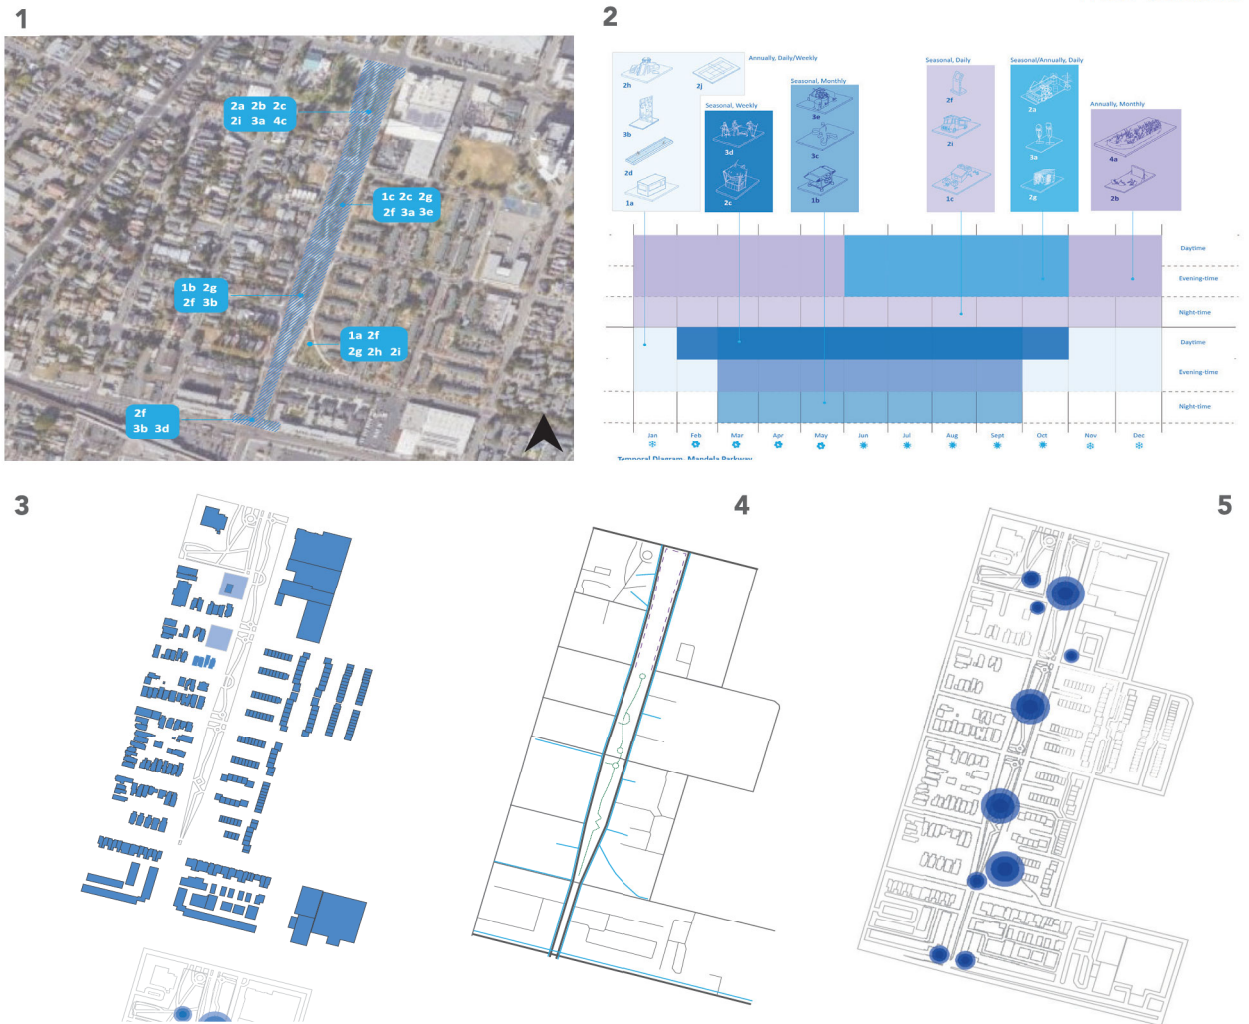 1
2a 2b 2c
2i 3a 4c
1c 2c 2g
2f 3a 3e
1b 2g
2f 3b
1a 2f
2g 2h 2i
2f
3b 3d
2
Annually, Daily/Weekly
2h
2j
3b
2d
1a
Seasonal, Weekly
3d
2c
Seasonal, Monthly
3e
3c
1b
Seasonal, Daily
2f
2i
1c
Seasonal/Annually, Daily
2a
3a
2g
Annually, Monthly
4a
2b
Daytime
Evening-time
Night-time
Daytime
Evening-time
Night-time
Jan Feb Mar Apr May Jun Jul Aug Sept Oct Nov Dec
Temporal Diagram- Mandela Parkway
3
4
5